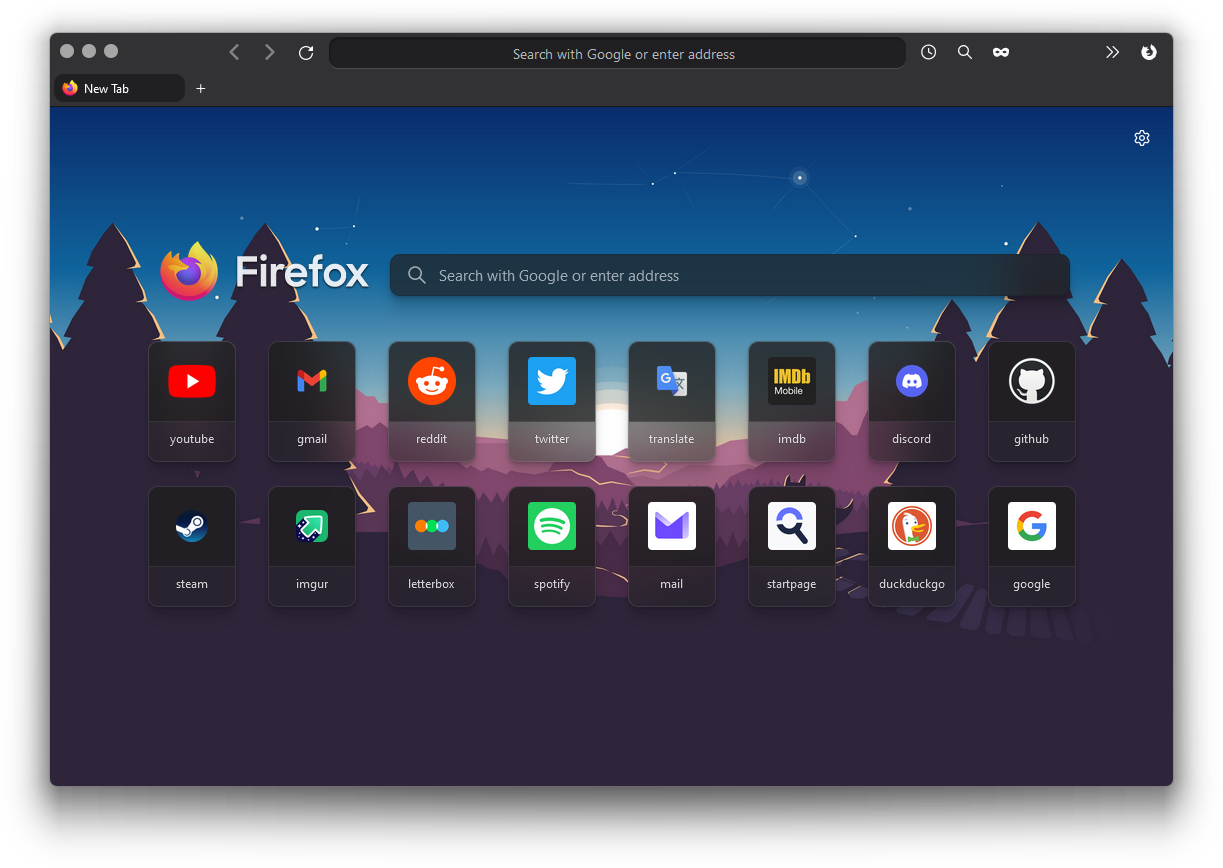 Search with Google or enter address
New Tab
Firefox
Search with Google or enter address
youtube
gmail
reddit
twitter
G 文
translate
IMDb
Mobile
imdb
discord
github
steam
imgur
letterbox
spotify
mail
startpage
duckduckgo
G
google